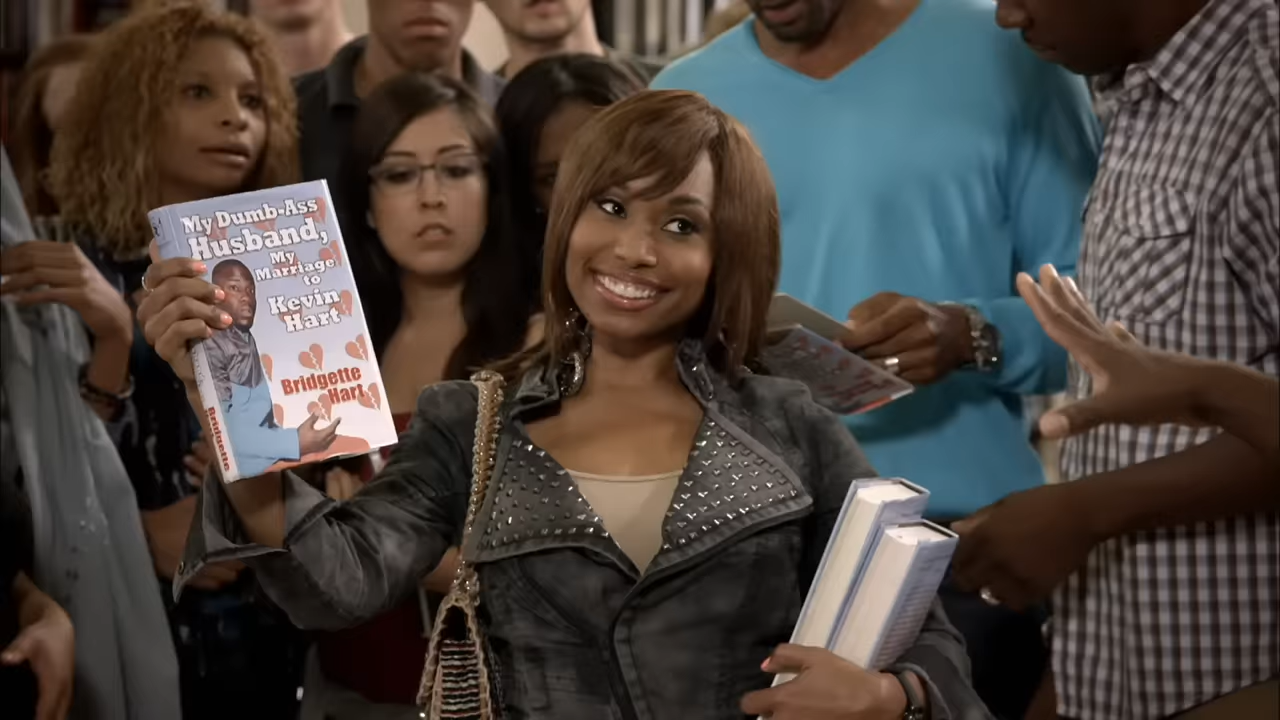 My Dumb-Ass
Husband,
My
Marriage
to
Kevin
Hart
Bridgette
Hart
Bridgette